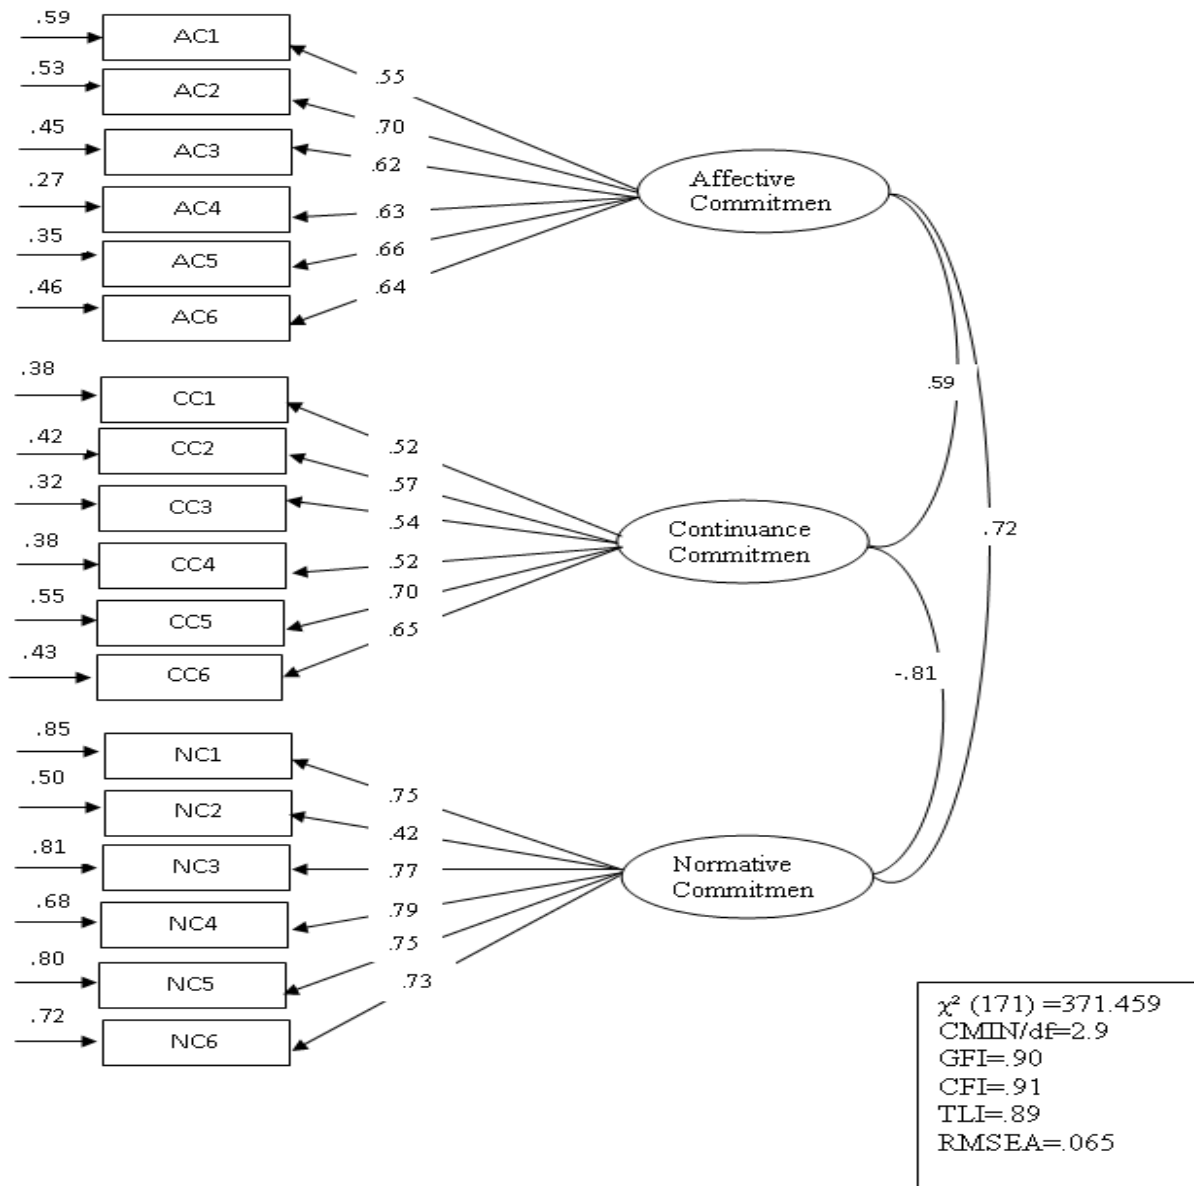 .59
AC1
.55
.53
AC2
.70
.45
AC3
.62
.27
AC4
.63
.35
AC5
.66
.46
AC6
.64
Affective
Commitmen
.59
.72
.38
CC1
.52
.42
CC2
.57
.32
CC3
.54
.38
CC4
.52
.55
CC5
.70
.43
CC6
.65
Continuance
Commitmen
-.81
.85
NC1
.75
.50
NC2
.42
.81
NC3
.77
.68
NC4
.79
.80
NC5
.75
.72
NC6
.73
Normative
Commitmen
χ² (171) =371.459
CMIN/df=2.9
GFI=.90
CFI=.91
TLI=.89
RMSEA=.065